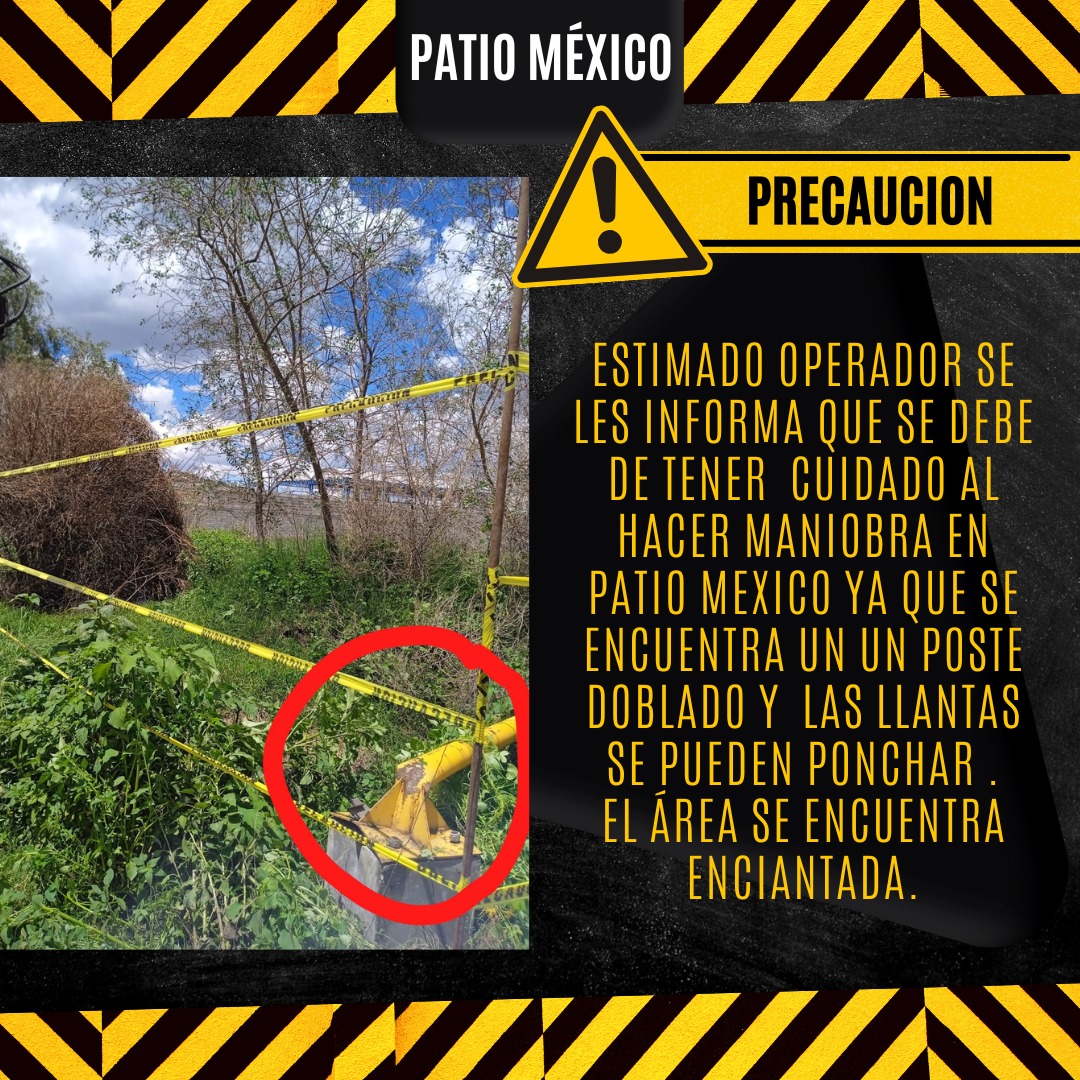 PATIO MÉXICO
PRECAUCION
ESTIMADO OPERADOR SE
LES INFORMA QUE SE DEBE
DE TENER CUIDADO AL
HACER MANIOBRA EN
PATIO MEXICO YA QUE SE
ENCUENTRA UN UN POSTE
DOBLADO Y LAS LLANTAS
SE PUEDEN PONCHAR .
EL ÁREA SE ENCUENTRA
ENCIANTADA.